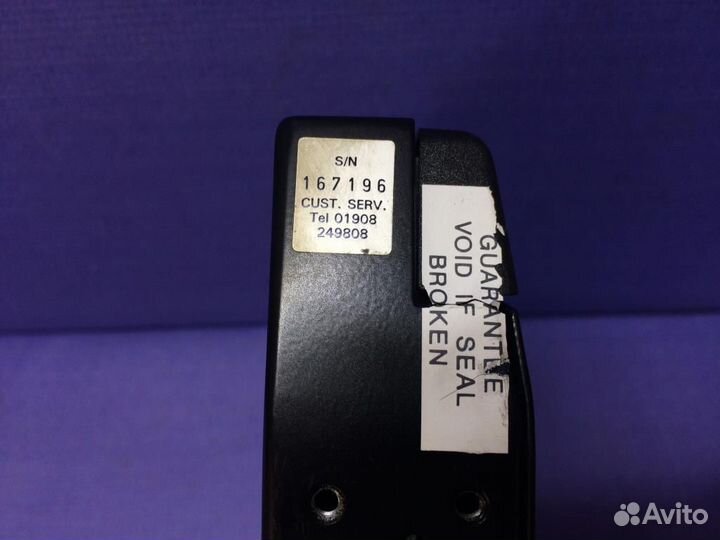 S/N
167196
CUST. SERV.
Tel 01908
249808
GUARANTEE
VOID IF SEAL
BROKEN
Avito